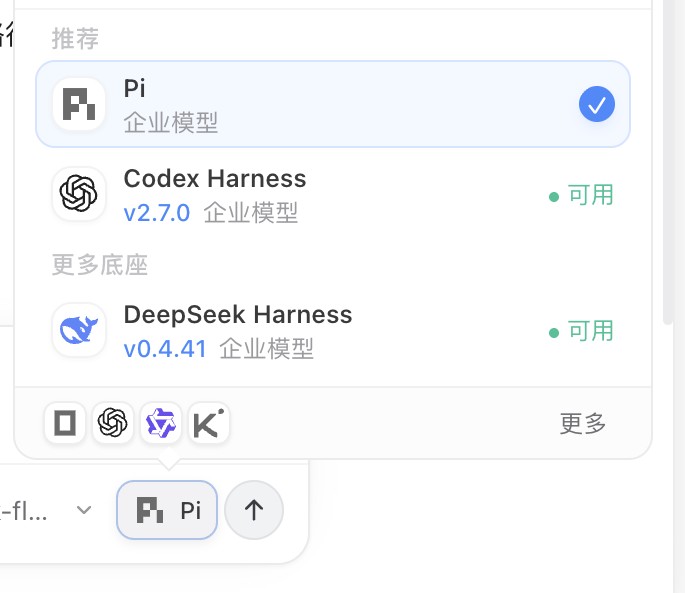 推荐
Pi
企业模型
Codex Harness
v2.7.0 企业模型
可用
更多底座
DeepSeek Harness
v0.4.41 企业模型
可用
更多
-fl...
Pi